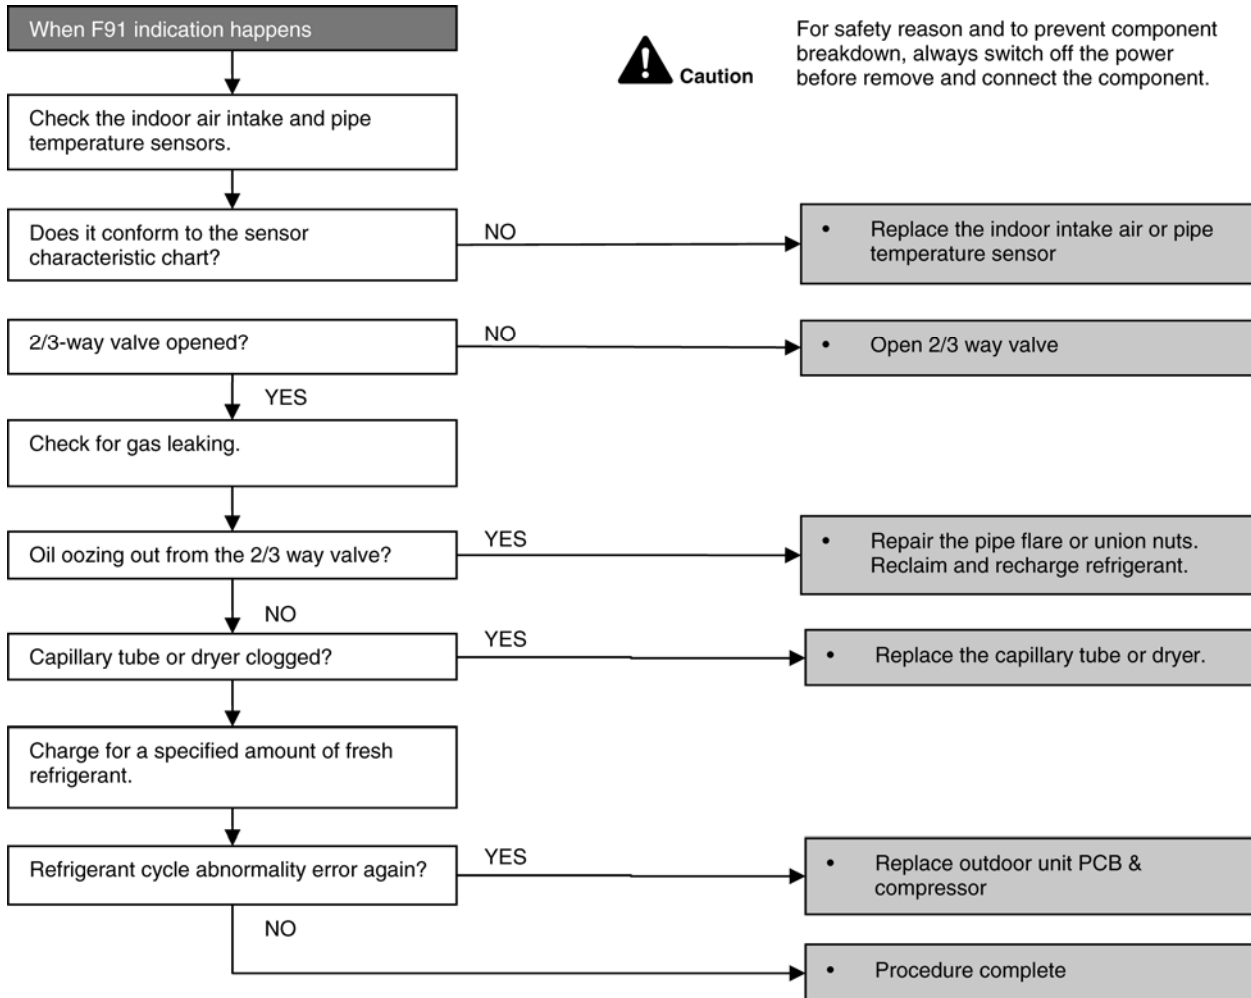 When F91 indication happens
For safety reason and to prevent component
breakdown, always switch off the power
before remove and connect the component.
Caution
Check the indoor air intake and pipe
temperature sensors.
Does it conform to the sensor
characteristic chart?
NO
• Replace the indoor intake air or pipe
temperature sensor
2/3-way valve opened?
NO
• Open 2/3 way valve
YES
Check for gas leaking.
Oil oozing out from the 2/3 way valve?
YES
• Repair the pipe flare or union nuts.
Reclaim and recharge refrigerant.
NO
Capillary tube or dryer clogged?
YES
• Replace the capillary tube or dryer.
Charge for a specified amount of fresh
refrigerant.
Refrigerant cycle abnormality error again?
YES
• Replace outdoor unit PCB &
compressor
NO
• Procedure complete